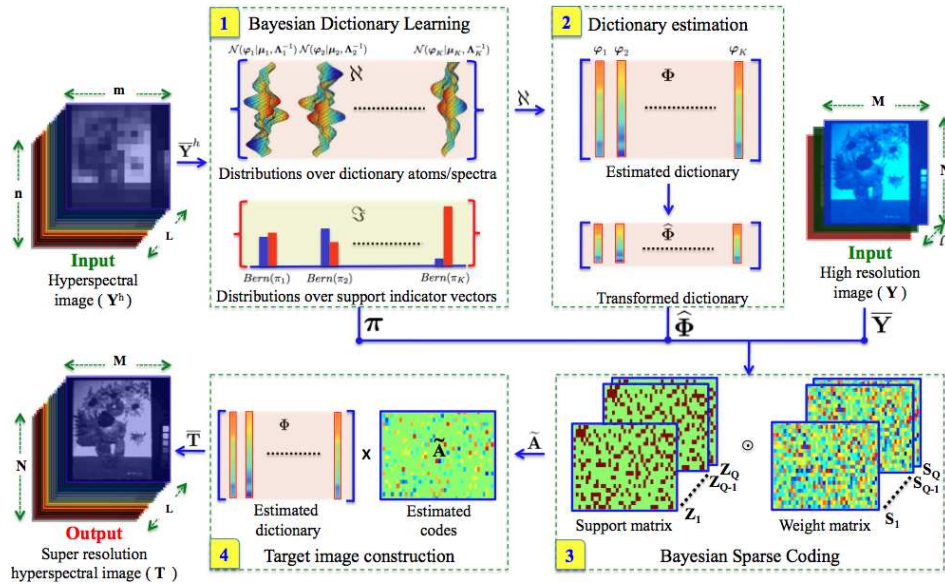 1 Bayesian Dictionary Learning
N(φ₁|μ₁, Λ₁⁻¹) N(φ₂|μ₂, Λ₂⁻¹) N(φ_K|μ_K, Λ_K⁻¹)
ℵ
Distributions over dictionary atoms/spectra
ℑ
Bern(π₁) Bern(π₂) Bern(π_K)
Distributions over support indicator vectors
m
n
L
Input
Hyperspectral
image ( Yʰ )
Y̅ʰ
ℵ
2 Dictionary estimation
φ₁ φ₂ φ_K
Φ
Estimated dictionary
Φ̂
Transformed dictionary
M
N
l
Input
High resolution
image ( Y )
π
Φ̂
Y̅
M
N
L
Output
Super resolution
hyperspectral image ( T )
T̅
Φ
Estimated
dictionary
X
Ã
Estimated
codes
4 Target image construction
Ã
Z_Q
Z_Q-1
Z₁
Support matrix
⊙
S_Q
S_Q-1
S₁
Weight matrix
3 Bayesian Sparse Coding